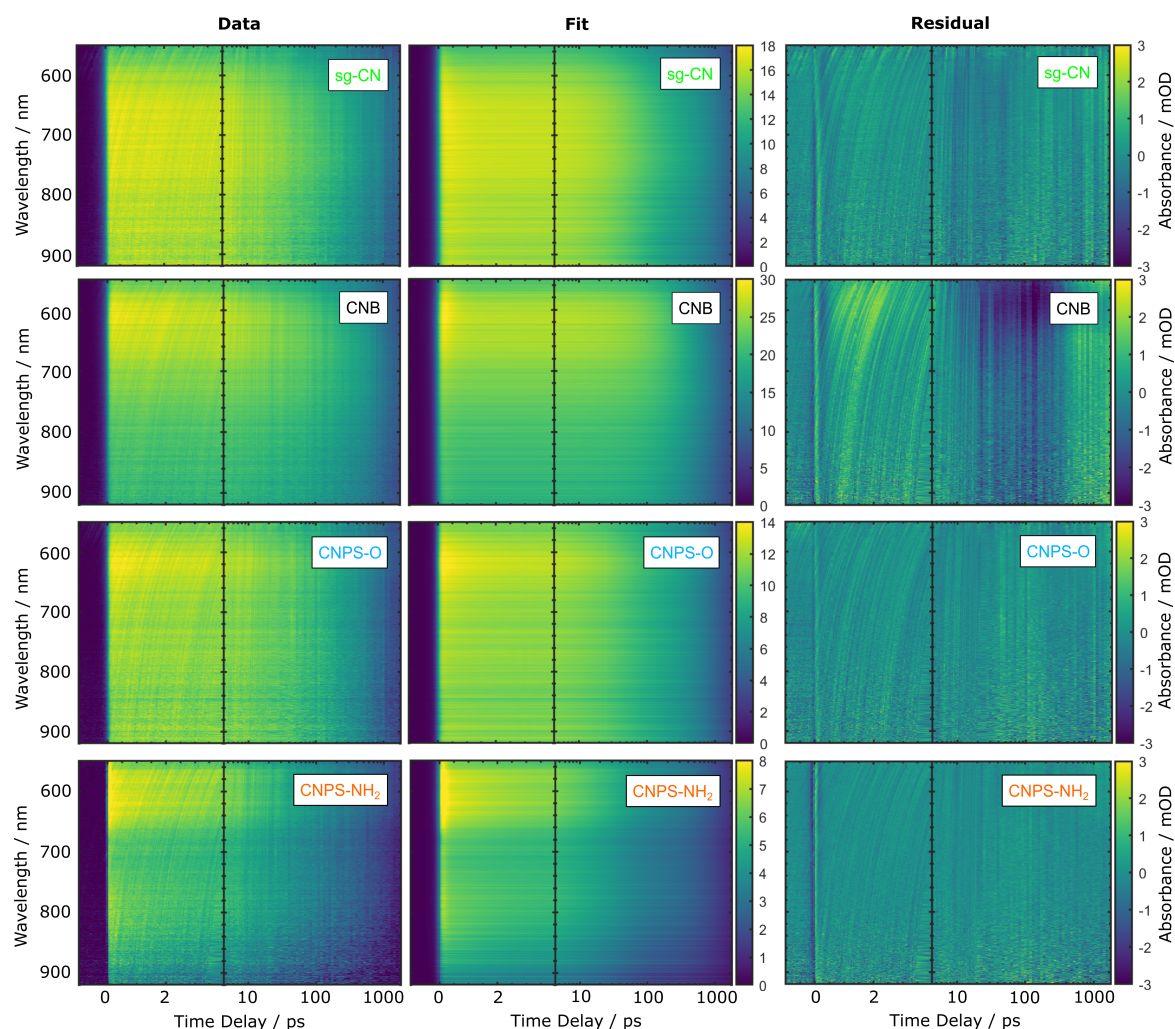 Data
Fit
Residual
Wavelength / nm
600
700
800
900
sg-CN
sg-CN
18
16
14
12
10
8
6
4
2
0
sg-CN
3
2
1
0
-1
-2
-3
Absorbance / mOD
Wavelength / nm
600
700
800
900
CNB
CNB
30
25
20
15
10
5
0
CNB
3
2
1
0
-1
-2
-3
Absorbance / mOD
Wavelength / nm
600
700
800
900
CNPS-O
CNPS-O
14
12
10
8
6
4
2
0
CNPS-O
3
2
1
0
-1
-2
-3
Absorbance / mOD
Wavelength / nm
600
700
800
900
CNPS-NH₂
CNPS-NH₂
8
7
6
5
4
3
2
1
0
CNPS-NH₂
3
2
1
0
-1
-2
-3
Absorbance / mOD
0 2 10 100 1000
0 2 10 100 1000
0 2 10 100 1000
Time Delay / ps
Time Delay / ps
Time Delay / ps